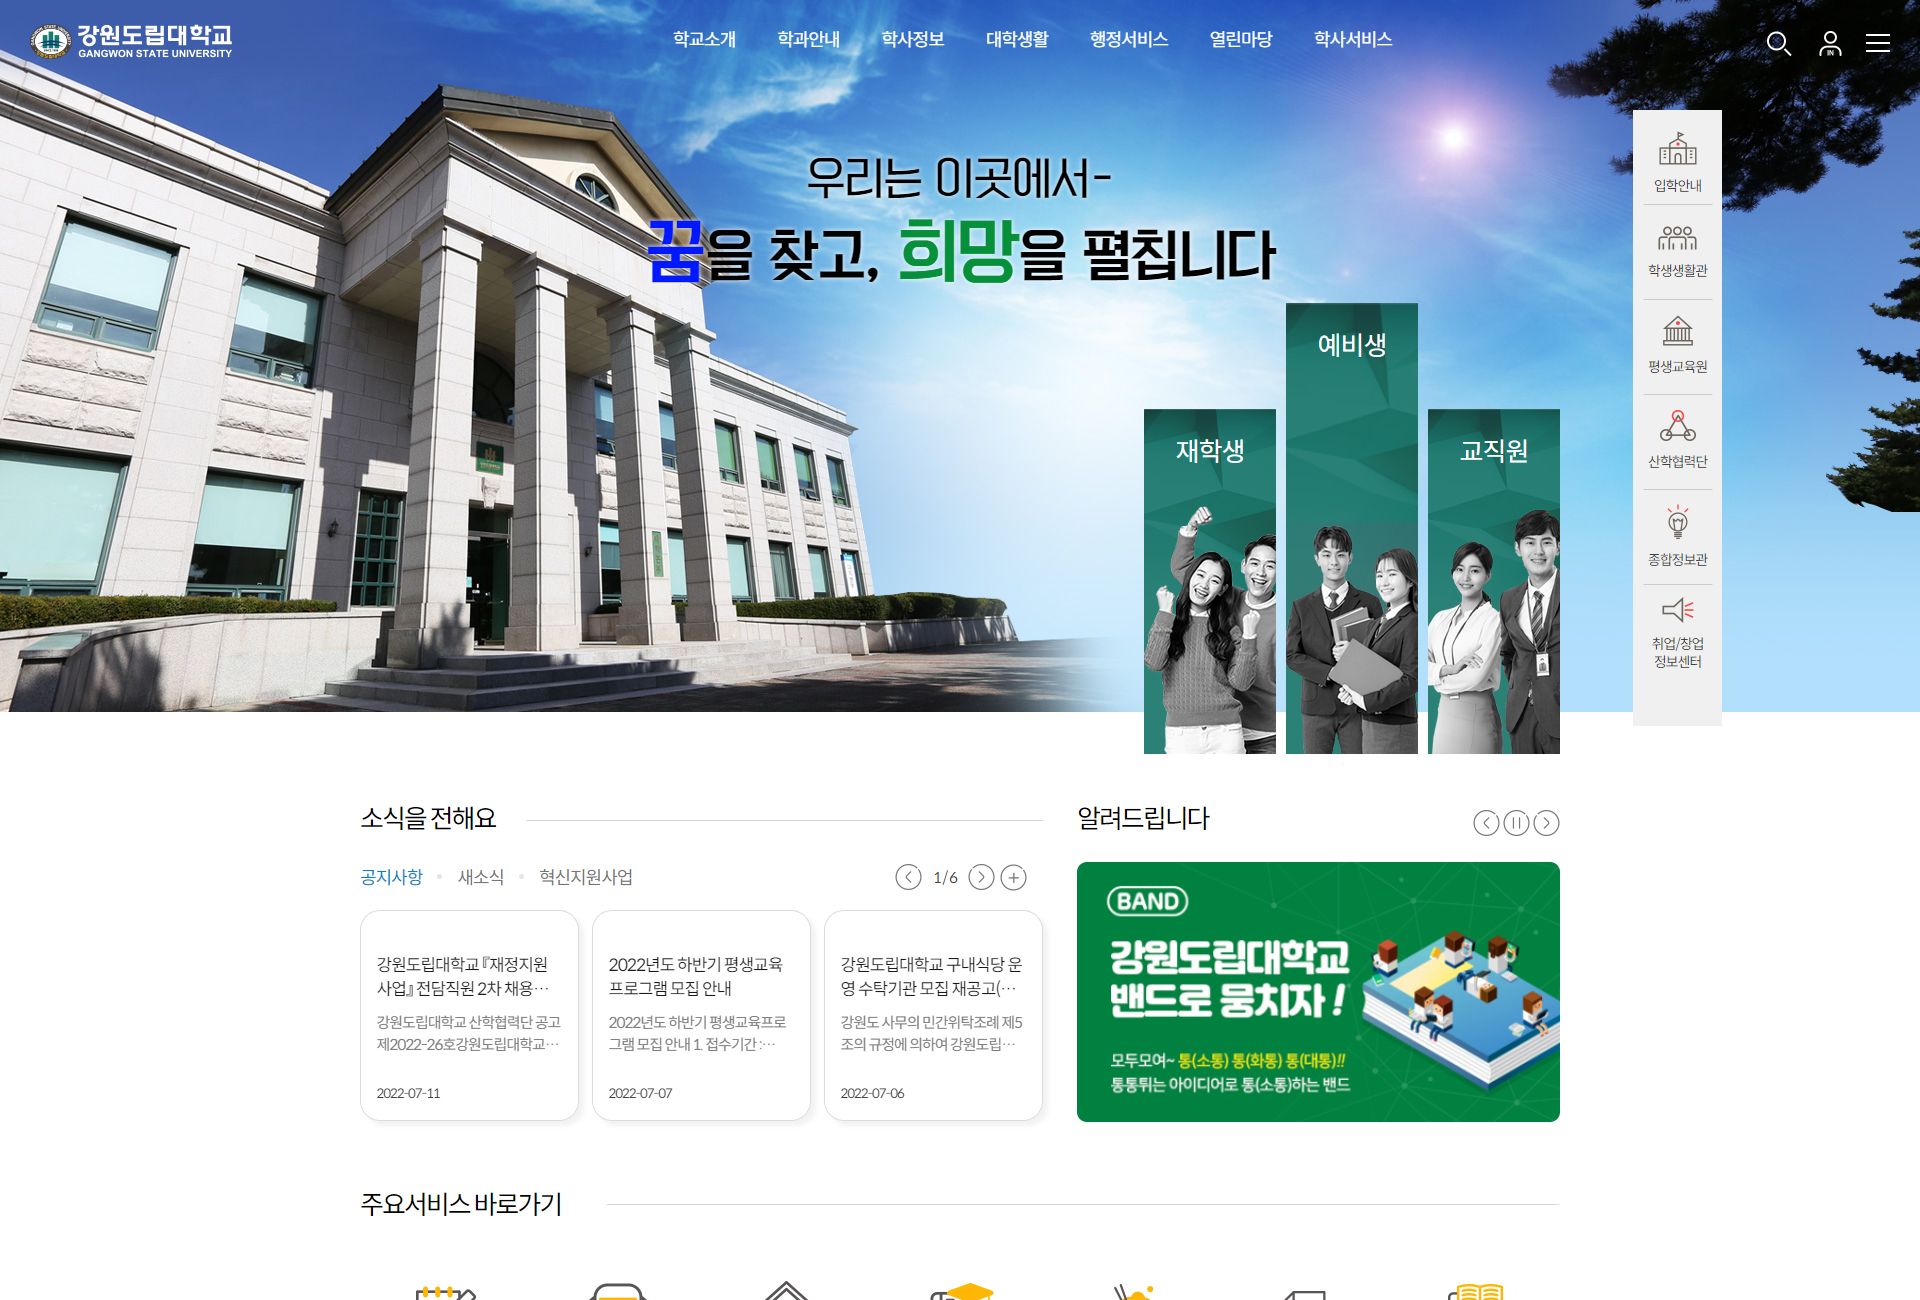 강원도립대학교
GANGWON STATE UNIVERSITY
학교소개
학과안내
학사정보
대학생활
행정서비스
열린마당
학사서비스
IN
우리는 이곳에서-
꿈을 찾고, 희망을 펼칩니다
재학생
예비생
교직원
입학안내
학생생활관
평생교육원
산학협력단
종합정보관
취업/창업
정보센터
소식을 전해요
공지사항
새소식
혁신지원사업
1/6
강원도립대학교『재정지원
사업』전담직원 2차 채용…
강원도립대학교 산학협력단 공고
제2022-26호강원도립대학교…
2022-07-11
2022년도 하반기 평생교육
프로그램 모집 안내
2022년도 하반기 평생교육프로
그램 모집 안내 1. 접수기간 :…
2022-07-07
강원도립대학교 구내식당 운
영 수탁기관 모집 재공고(…
강원도 사무의 민간위탁조례 제5
조의 규정에 의하여 강원도립…
2022-07-06
알려드립니다
BAND
강원도립대학교
밴드로 뭉치자!
모두모여~ 통(소통) 통(화통) 통(대통)!!
통통튀는 아이디어로 통(소통)하는 밴드
주요서비스 바로가기